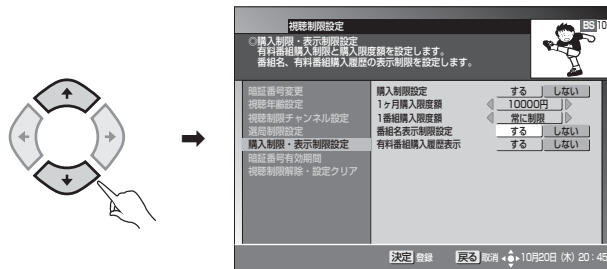 視聴制限設定
BS 10
◎購入制限・表示制限設定
有料番組購入制限と購入限度額を設定します。
番組名、有料番組購入履歴の表示制限を設定します。
暗証番号変更
視聴年齢設定
視聴制限チャンネル設定
選局制限設定
購入制限・表示制限設定
暗証番号有効期間
視聴制限解除・設定クリア
購入制限設定 する しない
1ヶ月購入限度額 10000円
1番組購入限度額 常に制限
番組名表示制限設定 する しない
有料番組購入履歴表示 する しない
決定 登録 戻る 取消 10月20日 (木) 20:45